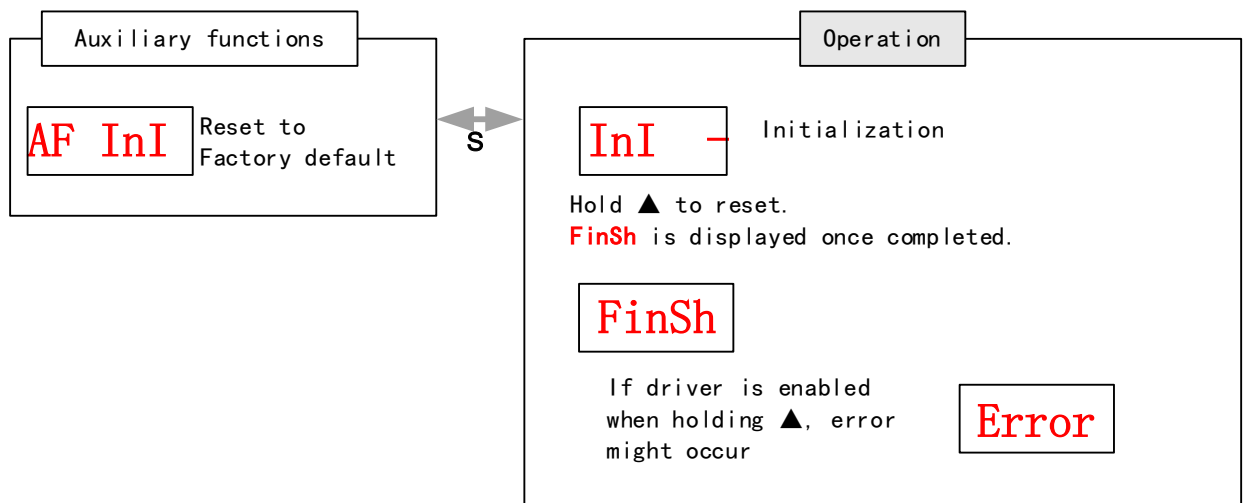 Auxiliary functions
AF InI
Reset to
Factory default
S
Operation
InI -
Initialization
Hold ▲ to reset.
FinSh is displayed once completed.
FinSh
If driver is enabled
when holding ▲, error
might occur
Error